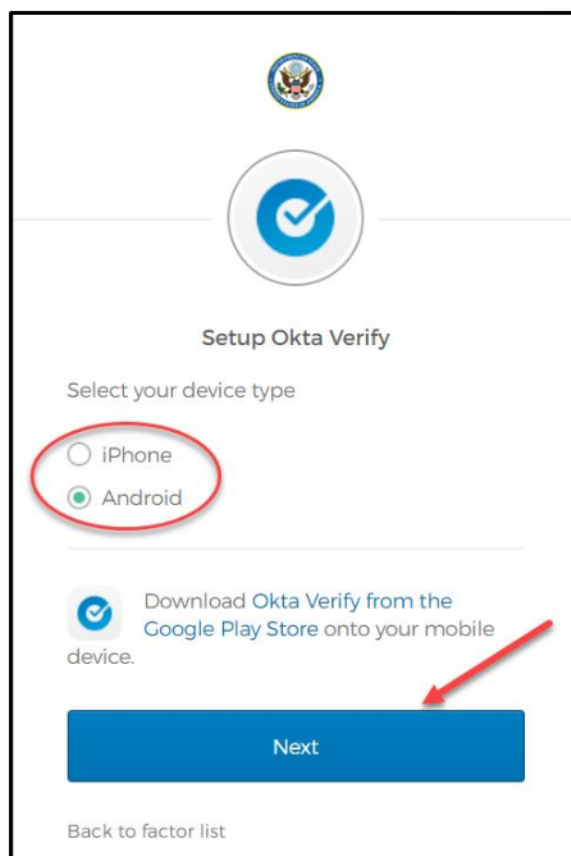 Setup Okta Verify
Select your device type
iPhone
Android
Download Okta Verify from the
Google Play Store onto your mobile
device.
Next
Back to factor list